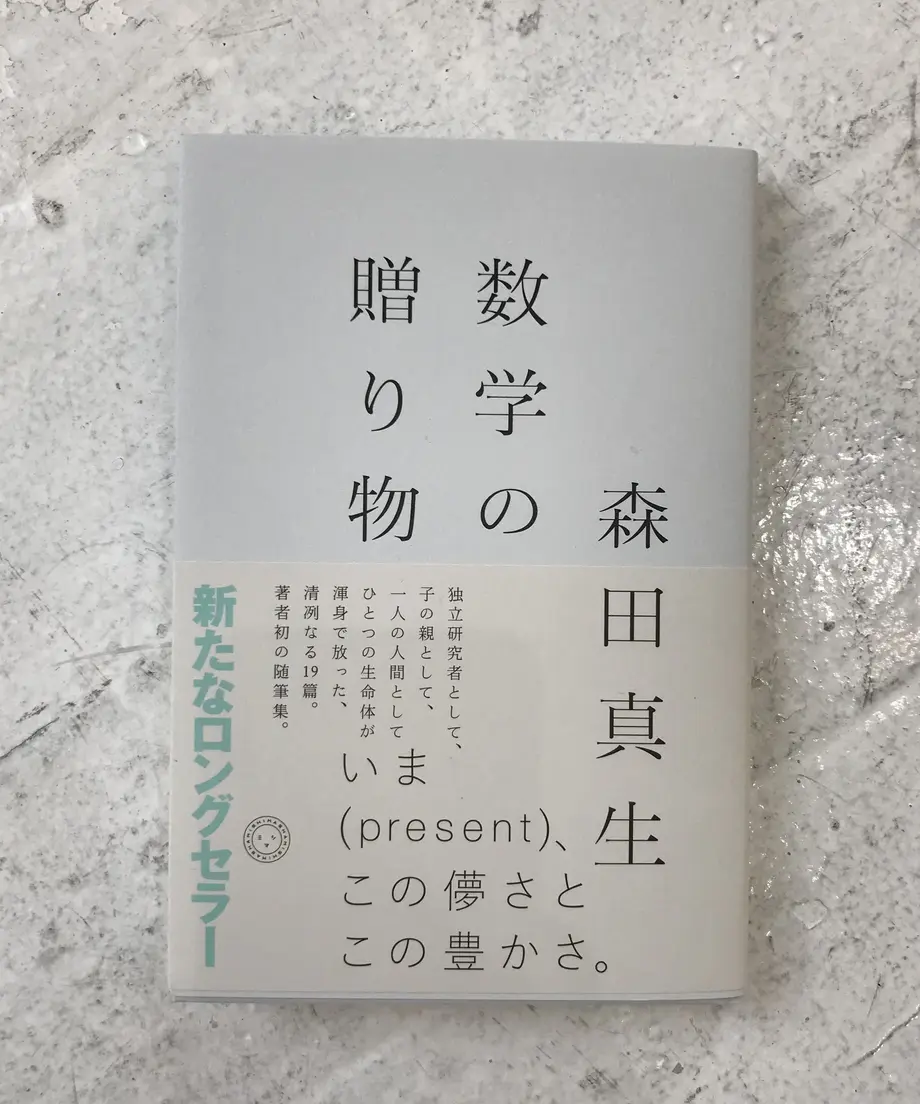 数学の
贈り物
森田真生
独立研究者として、
子の親として、
一人の人間として
ひとつの生命体が
渾身で放った、
清冽なる19篇。
著者初の随筆集。
いま
(present)、
この儚さと
この豊かさ。
新たなロングセラー